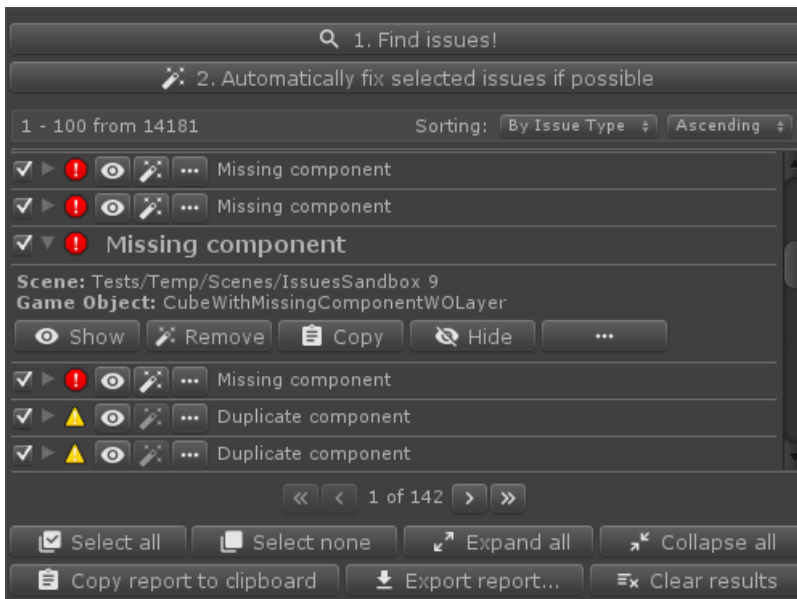 1. Find issues!
2. Automatically fix selected issues if possible
1 - 100 from 14181 Sorting: By Issue Type Ascending
Missing component
Missing component
Missing component
Scene: Tests/Temp/Scenes/IssuesSandbox 9
Game Object: CubeWithMissingComponentWOLayer
Show Remove Copy Hide ...
Missing component
Duplicate component
Duplicate component
1 of 142
Select all Select none Expand all Collapse all
Copy report to clipboard Export report... Clear results